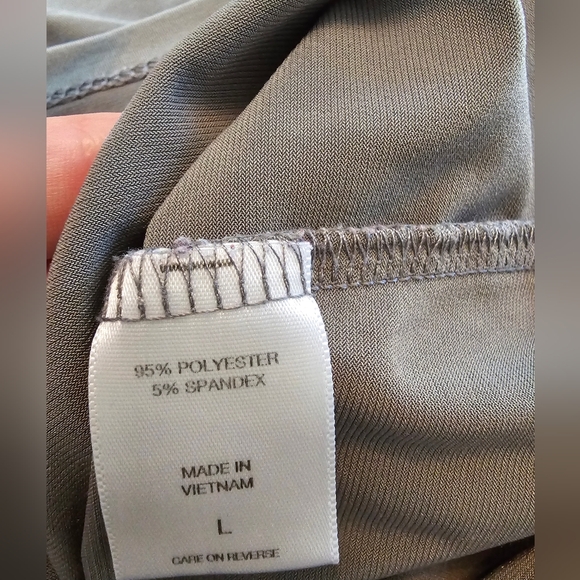 95% POLYESTER
5% SPANDEX
MADE IN
VIETNAM
L
CARE ON REVERSE